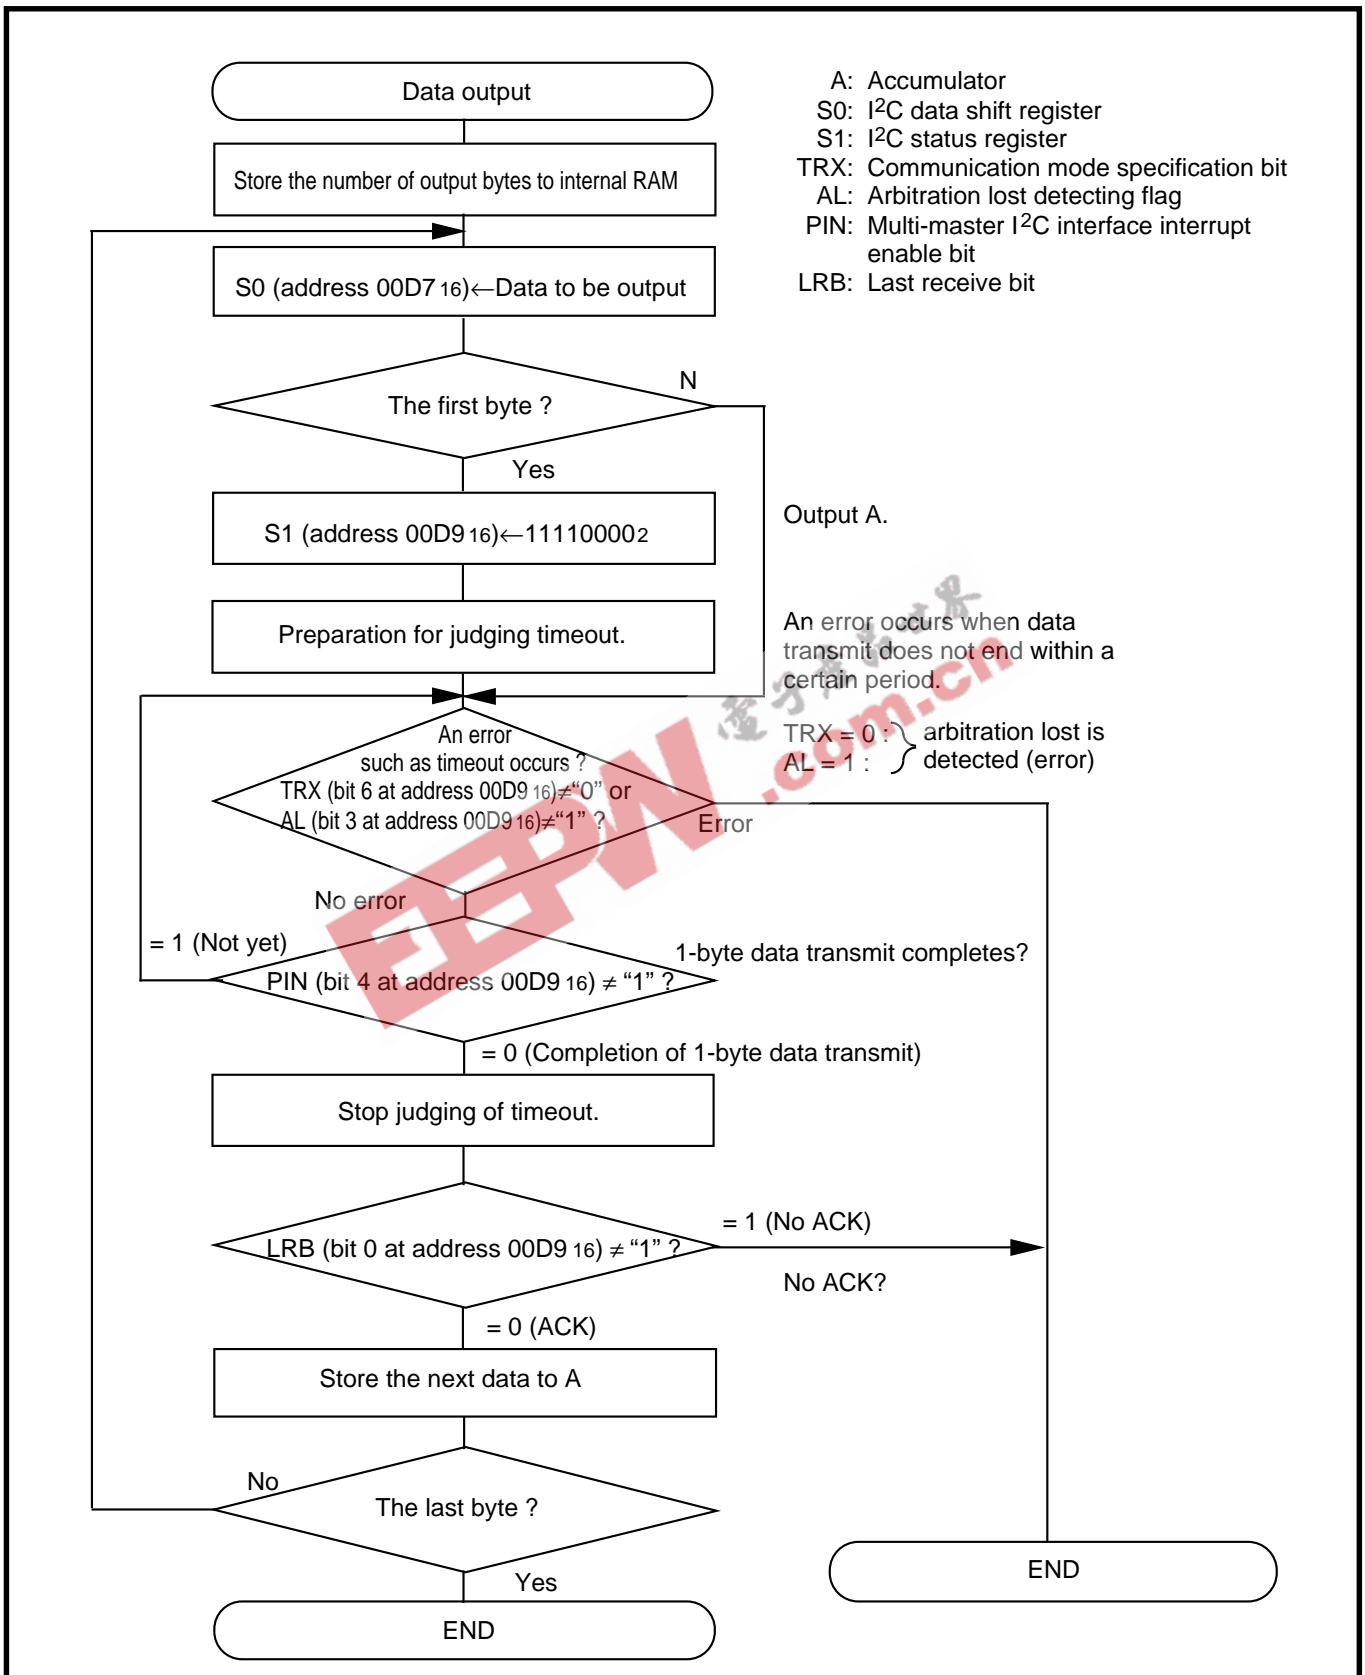 Data output
Store the number of output bytes to internal RAM
S0 (address 00D7 16)←Data to be output
The first byte ?
N
Yes
S1 (address 00D9 16)←11110000 2
Preparation for judging timeout.
An error
such as timeout occurs ?
TRX (bit 6 at address 00D9 16)≠“0” or
AL (bit 3 at address 00D9 16)≠“1” ?
Error
No error
= 1 (Not yet)
PIN (bit 4 at address 00D9 16) ≠ “1” ?
1-byte data transmit completes?
= 0 (Completion of 1-byte data transmit)
Stop judging of timeout.
LRB (bit 0 at address 00D9 16) ≠ “1” ?
= 1 (No ACK)
No ACK?
= 0 (ACK)
Store the next data to A
The last byte ?
No
Yes
END
END
A: Accumulator
S0: I2C data shift register
S1: I2C status register
TRX: Communication mode specification bit
AL: Arbitration lost detecting flag
PIN: Multi-master I2C interface interrupt
enable bit
LRB: Last receive bit
Output A.
An error occurs when data
transmit does not end within a
certain period.
TRX = 0 : arbitration lost is
AL = 1 : detected (error)
EEPW
.com.cn